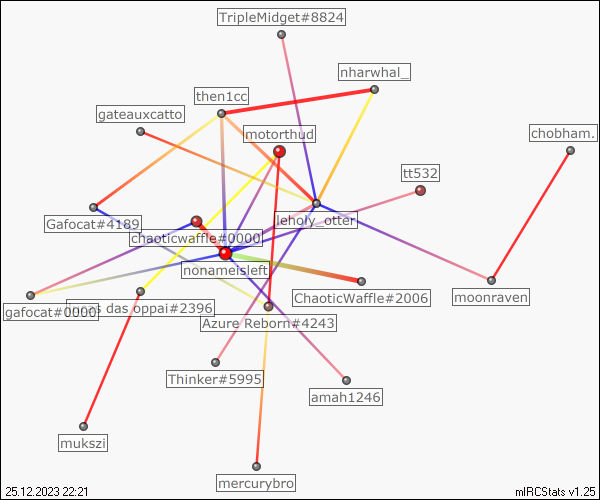 TripleMidget#8824
nharwhal_
then1cc
gateauxcatto
motorthud
chobham.
tt532
Gafocat#4189
leholy_otter
chaoticwaffle#0000
nonameisleft
gafocat#0000
das oppai#2396
ChaoticWaffle#2006
moonraven
Azure Reborn#4243
Thinker#5995
amah1246
mukszi
mercurybro
25.12.2023 22:21
mIRCStats v1.25